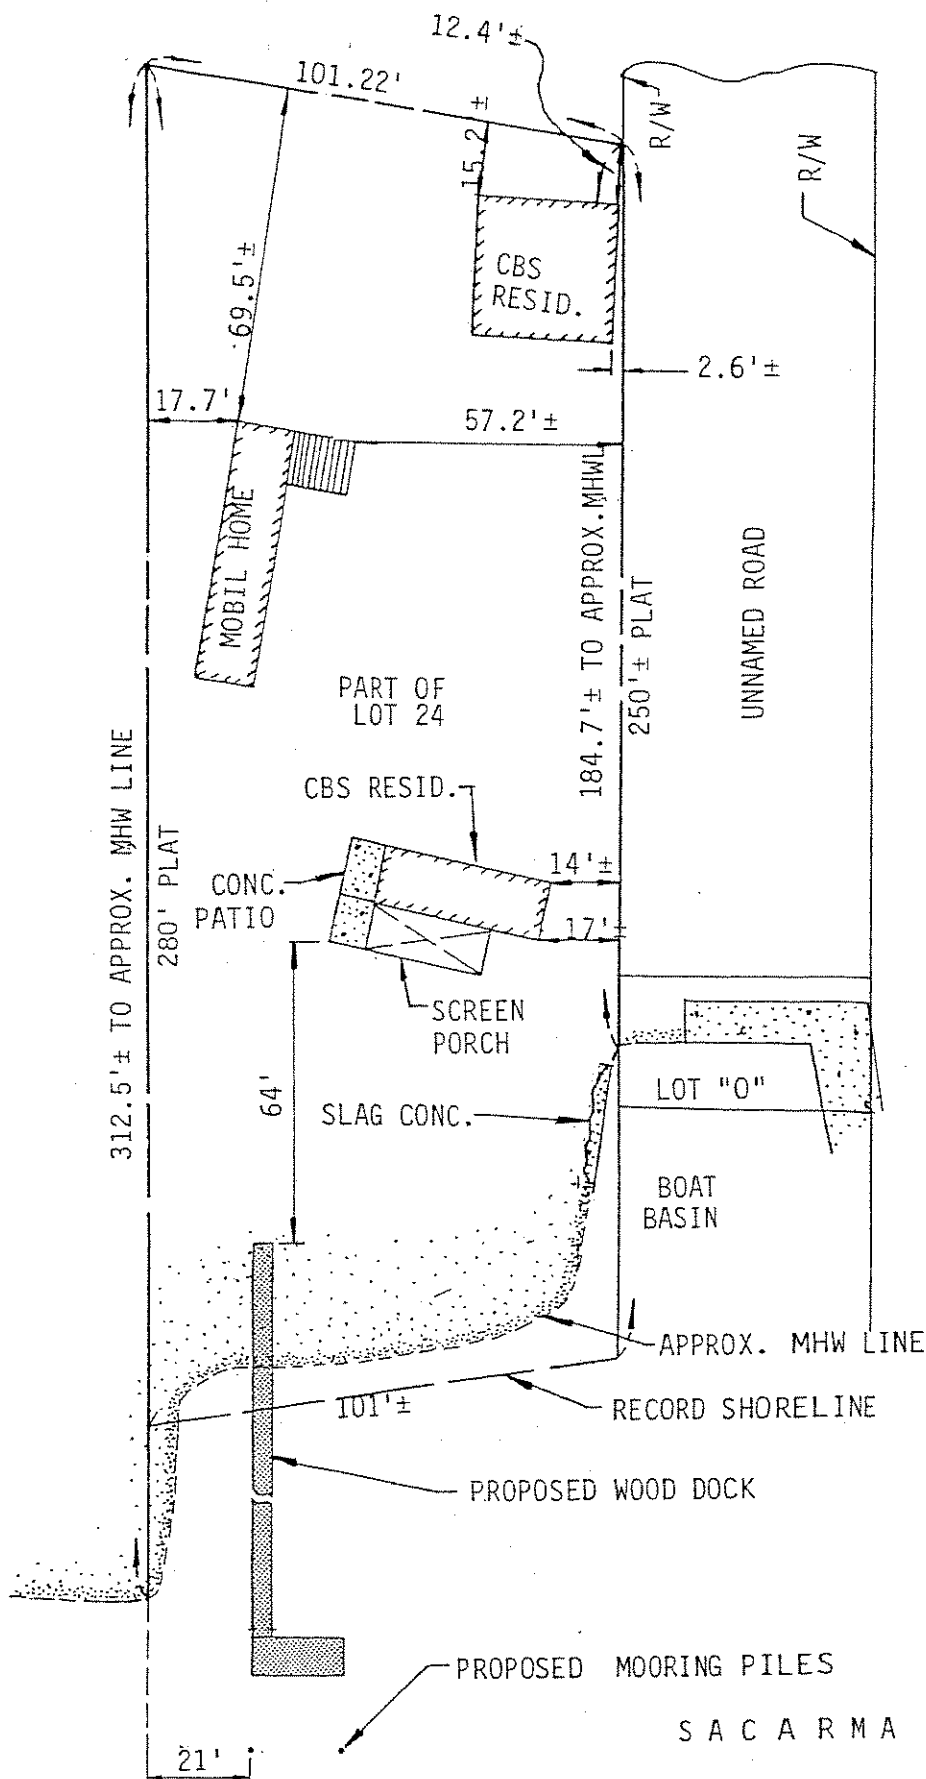 12.4'±
101.22'
15.2 ±
R/W
R/W
CBS
RESID.
69.5'±
2.6'±
17.7'
57.2'±
MOBIL HOME
184.7'± TO APPROX.MHWL
250'± PLAT
UNNAMED ROAD
PART OF
LOT 24
312.5'± TO APPROX. MHW LINE
280' PLAT
CBS RESID.
14'±
CONC.
PATIO
17'±
SCREEN
PORCH
64'
LOT "O"
SLAG CONC.
±
BOAT
BASIN
APPROX. MHW LINE
101'±
RECORD SHORELINE
PROPOSED WOOD DOCK
PROPOSED MOORING PILES
SACARMA
21'